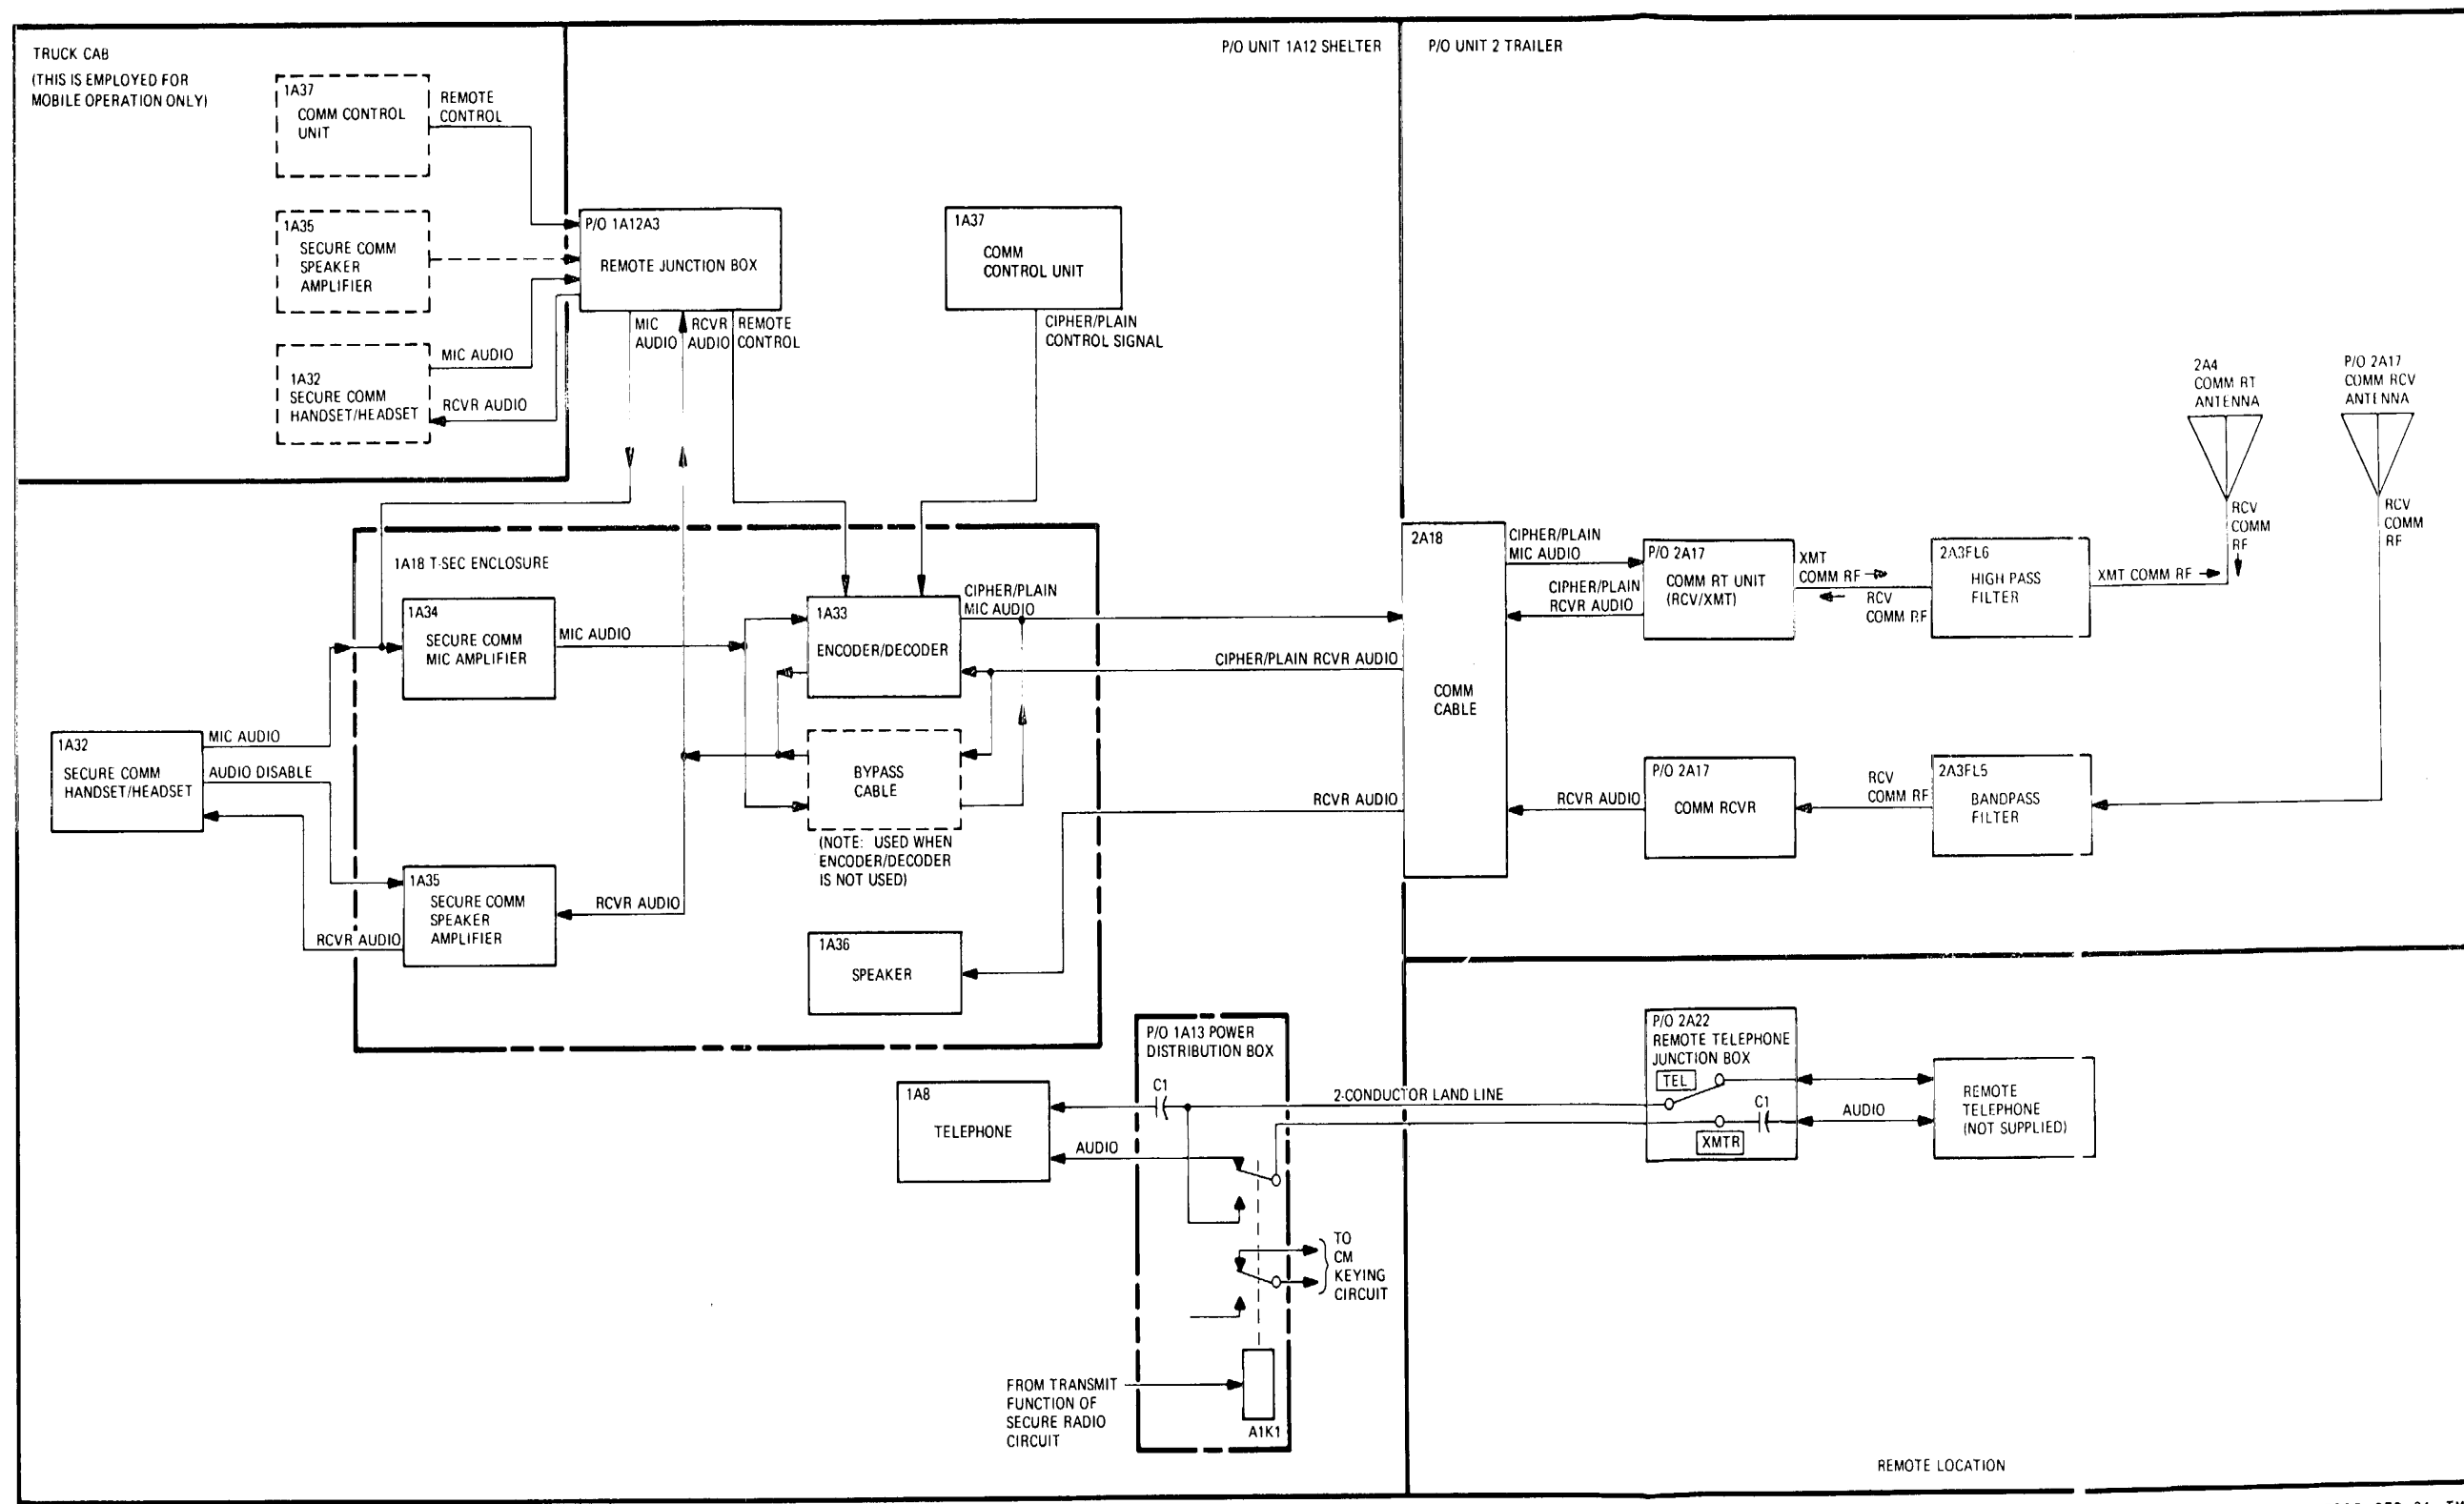 TRUCK CAB
(THIS IS EMPLOYED FOR
MOBILE OPERATION ONLY)
P/O UNIT 1A12 SHELTER
P/O UNIT 2 TRAILER
1A37
COMM CONTROL
UNIT
REMOTE
CONTROL
1A35
SECURE COMM
SPEAKER
AMPLIFIER
1A32
SECURE COMM
HANDSET/HEADSET
MIC AUDIO
RCVR AUDIO
P/O 1A12A3
REMOTE JUNCTION BOX
MIC
AUDIO
RCVR
AUDIO
REMOTE
CONTROL
1A37
COMM
CONTROL UNIT
CIPHER/PLAIN
CONTROL SIGNAL
2A4
COMM RT
ANTENNA
P/O 2A17
COMM RCV
ANTENNA
RCV
COMM
RF
RCV
COMM
RF
1A18 T-SEC ENCLOSURE
1A34
SECURE COMM
MIC AMPLIFIER
MIC AUDIO
1A33
ENCODER/DECODER
CIPHER/PLAIN
MIC AUDIO
CIPHER/PLAIN RCVR AUDIO
2A18
COMM
CABLE
CIPHER/PLAIN
MIC AUDIO
CIPHER/PLAIN
RCVR AUDIO
P/O 2A17
COMM RT UNIT
(RCV/XMT)
XMT
COMM RF
RCV
COMM RF
2A3FL6
HIGH PASS
FILTER
XMT COMM RF
1A32
SECURE COMM
HANDSET/HEADSET
MIC AUDIO
AUDIO DISABLE
RCVR AUDIO
BYPASS
CABLE
(NOTE: USED WHEN
ENCODER/DECODER
IS NOT USED)
RCVR AUDIO
RCVR AUDIO
P/O 2A17
COMM RCVR
RCV
COMM RF
2A3FL5
BANDPASS
FILTER
1A35
SECURE COMM
SPEAKER
AMPLIFIER
RCVR AUDIO
1A36
SPEAKER
P/O 1A13 POWER
DISTRIBUTION BOX
C1
1A8
TELEPHONE
AUDIO
2-CONDUCTOR LAND LINE
P/O 2A22
REMOTE TELEPHONE
JUNCTION BOX
TEL
C1
XMTR
AUDIO
REMOTE
TELEPHONE
(NOT SUPPLIED)
TO
CM
KEYING
CIRCUIT
FROM TRANSMIT
FUNCTION OF
SECURE RADIO
CIRCUIT
A1K1
REMOTE LOCATION